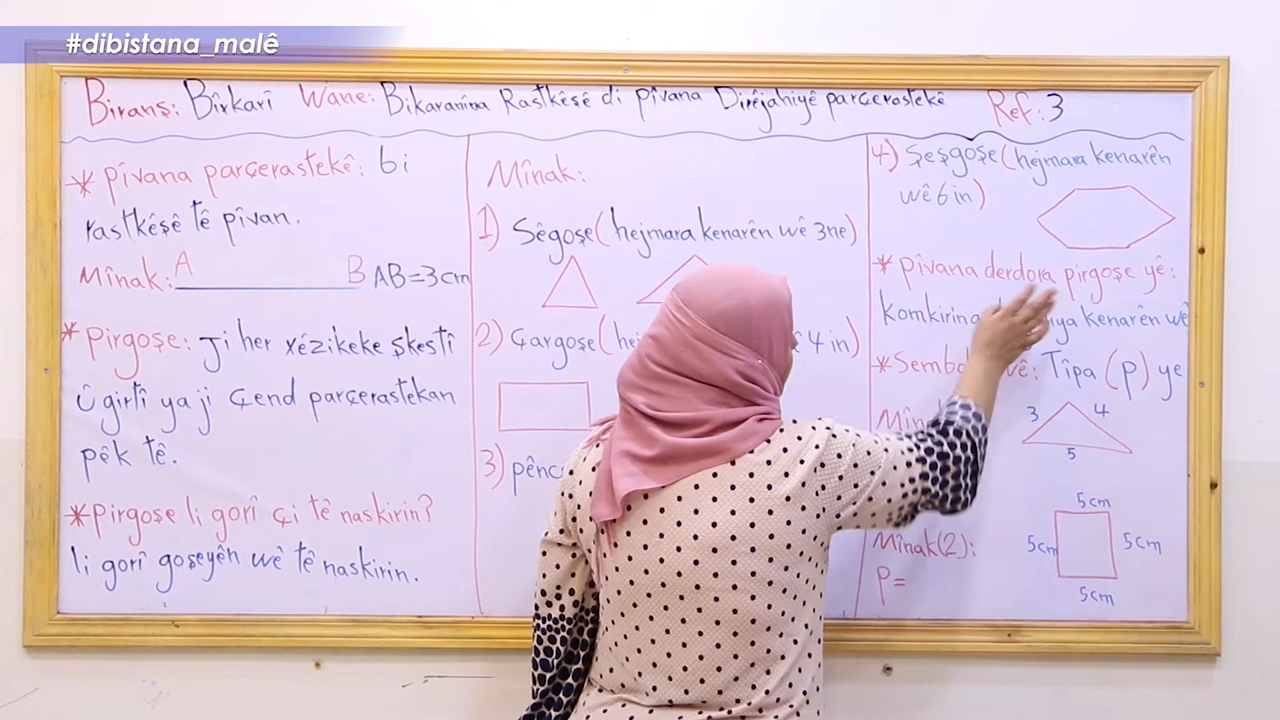 #dibistana_malê
Biranş: Bîrkarî Wane: Bikaranîna Rastkêşê di pîvana Dirêjahiyê parçerastekê Ref: 3
* pîvana parçerastekê: bi
rastkêşê tê pîvan.
Mînak: A B AB=3cm
* Pirgoşe: Ji her xêzikeke şkestî
û girtî ya ji çend parçerastekan
pêk tê.
* Pirgoşe li gorî çi tê naskirin?
li gorî goşeyên wê tê naskirin.
Mînak:
1) Sêgoşe (hejmara kenarên wê 3ne)
2) Çargoşe ( 4 in)
3)
4) Şeşgoşe (hejmara kenarên
wê 6 in)
* Pîvana derdora pirgoşe yê:
komkirina kenarên wê
* wê: Tîpa (p) ye
3 4
5
5cm
5cm 5cm
Mînak(2):
P=
5cm